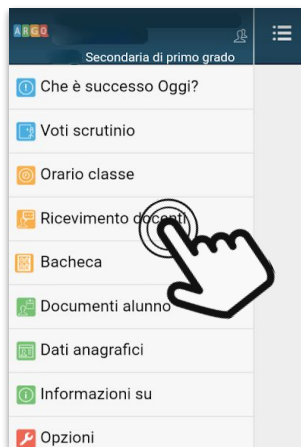 ARGO
Secondaria di primo grado
Che è successo Oggi?
Voti scrutinio
Orario classe
Ricevimento docenti
Bacheca
Documenti alunno
Dati anagrafici
Informazioni su
Opzioni